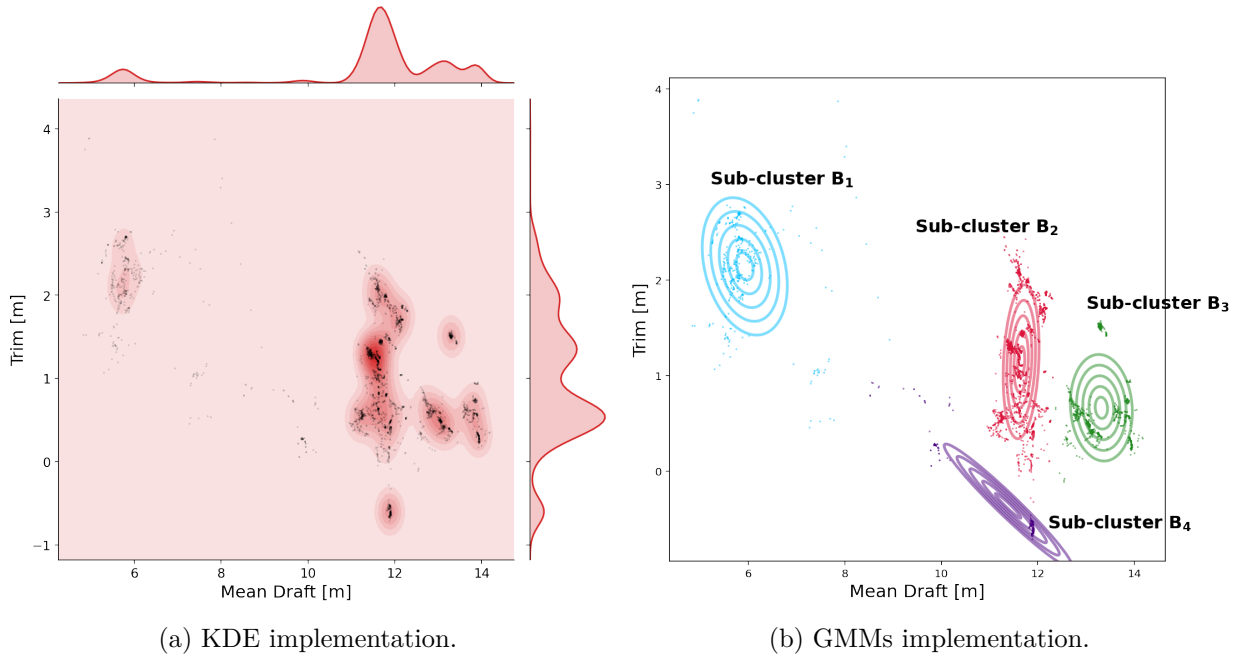 4
3
2
1
0
−1
6
8
10
12
14
Trim [m]
Mean Draft [m]
(a) KDE implementation.
4
3
2
1
0
6
8
10
12
14
Trim [m]
Mean Draft [m]
Sub-cluster B1
Sub-cluster B2
Sub-cluster B3
Sub-cluster B4
(b) GMMs implementation.